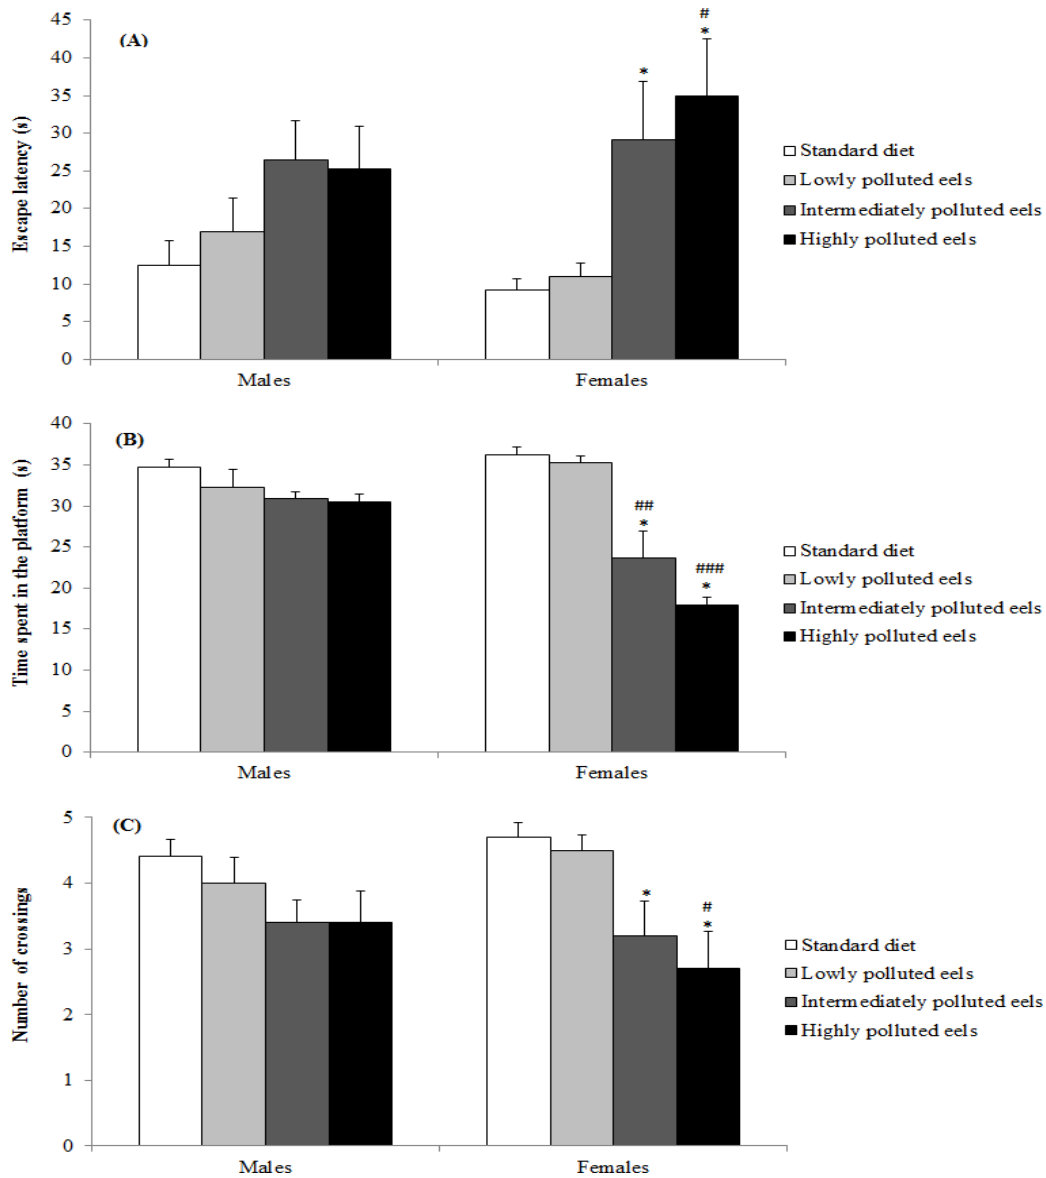 (A)
Escape latency (s)
45
40
35
30
25
20
15
10
5
0
*
#
*
Males
Females
Standard diet
Lowly polluted eels
Intermediately polluted eels
Highly polluted eels
(B)
Time spent in the platform (s)
40
35
30
25
20
15
10
5
0
##
*
###
*
Males
Females
Standard diet
Lowly polluted eels
Intermediately polluted eels
Highly polluted eels
(C)
Number of crossings
5
4
3
2
1
0
*
#
*
Males
Females
Standard diet
Lowly polluted eels
Intermediately polluted eels
Highly polluted eels